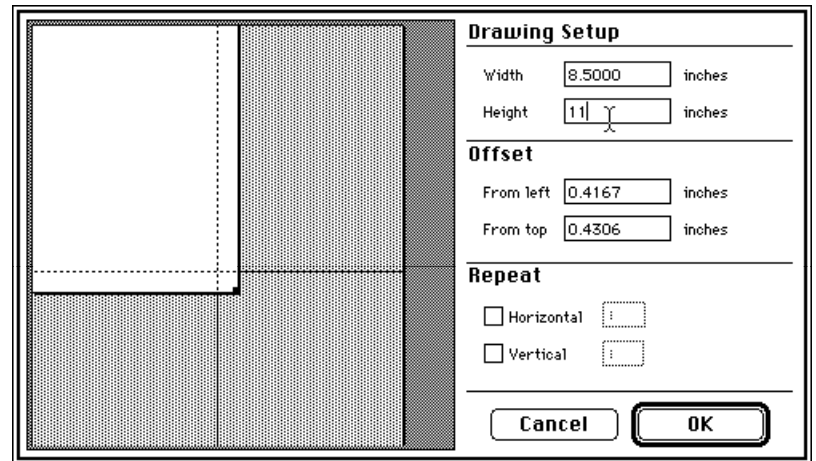 Drawing Setup
Width 8.5000 inches
Height 11 inches
Offset
From left 0.4167 inches
From top 0.4306 inches
Repeat
Horizontal
Vertical
Cancel OK